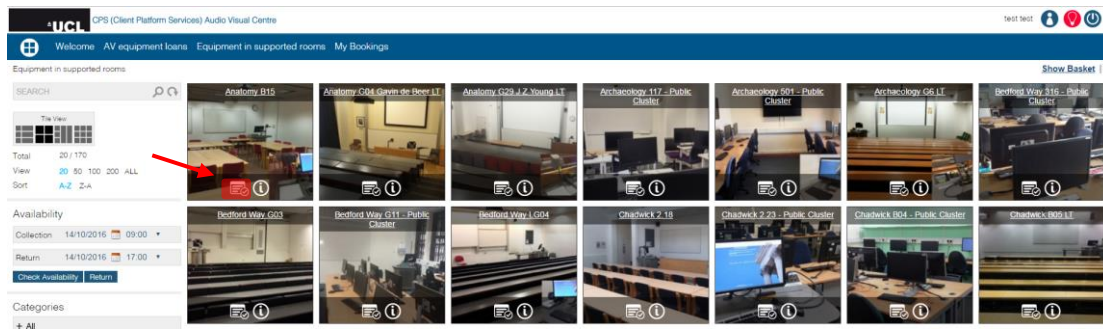 UCL CPS (Client Platform Services) Audio Visual Centre
test test
Welcome AV equipment loans Equipment in supported rooms My Bookings
Equipment in supported rooms
Show Basket |
SEARCH
Tile View
Total 20 / 170
View 20 50 100 200 ALL
Sort A-Z Z-A
Availability
Collection 14/10/2016 09:00
Return 14/10/2016 17:00
Check Availability Return
Categories
+ All
Anatomy B15
Anatomy G04 Gavin de Beer LT
Anatomy G29 J Z Young LT
Archaeology 117 - Public
Cluster
Archaeology 501 - Public
Cluster
Archaeology G6 LT
Bedford Way 316 - Public
Cluster
Bedford Way G03
Bedford Way G11 - Public
Cluster
Bedford Way LG04
Chadwick 2.18
Chadwick 2.23 - Public Cluster
Chadwick B04 - Public Cluster
Chadwick B05 LT